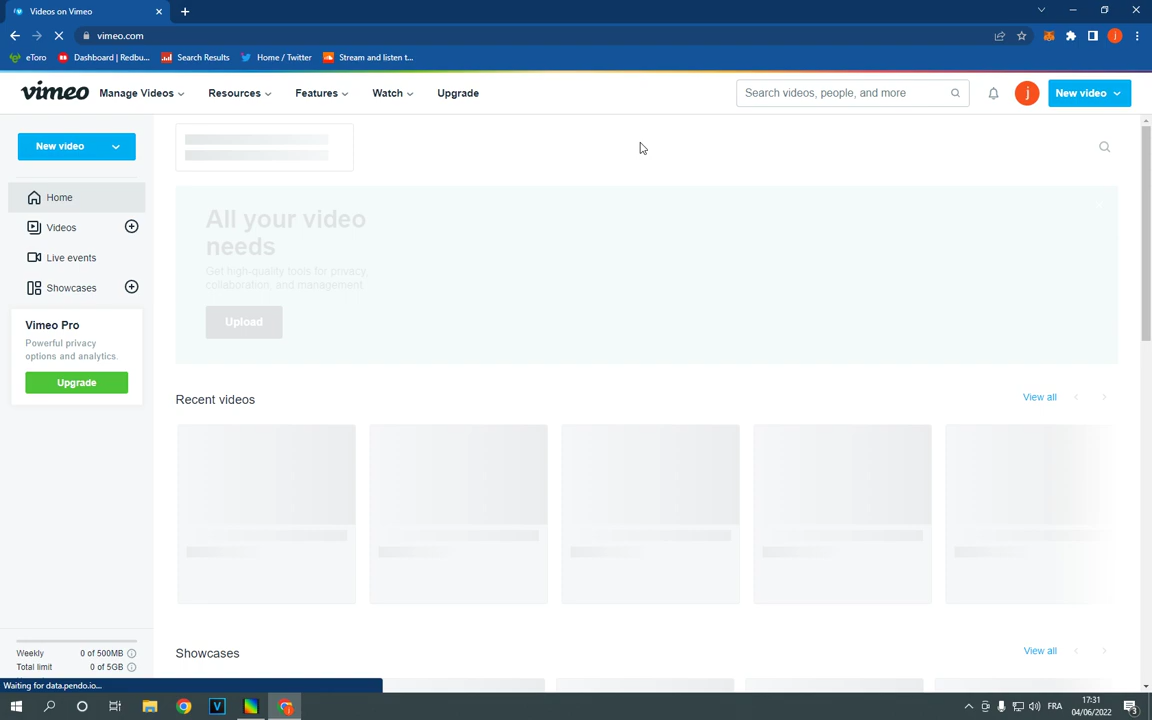 Videos on Vimeo
vimeo.com
eToro
Dashboard | Redbu...
Search Results
Home / Twitter
Stream and listen t...
vimeo
Manage Videos
Resources
Features
Watch
Upgrade
Search videos, people, and more
j
New video
New video
Home
Videos
Live events
Showcases
Vimeo Pro
Powerful privacy
options and analytics.
Upgrade
All your video
needs
Get high-quality tools for privacy,
collaboration, and management.
Upload
Recent videos
View all
Showcases
View all
Weekly 0 of 500MB
Total limit 0 of 5GB
Waiting for data.pendo.io...
FRA
17:31
04/06/2022
3